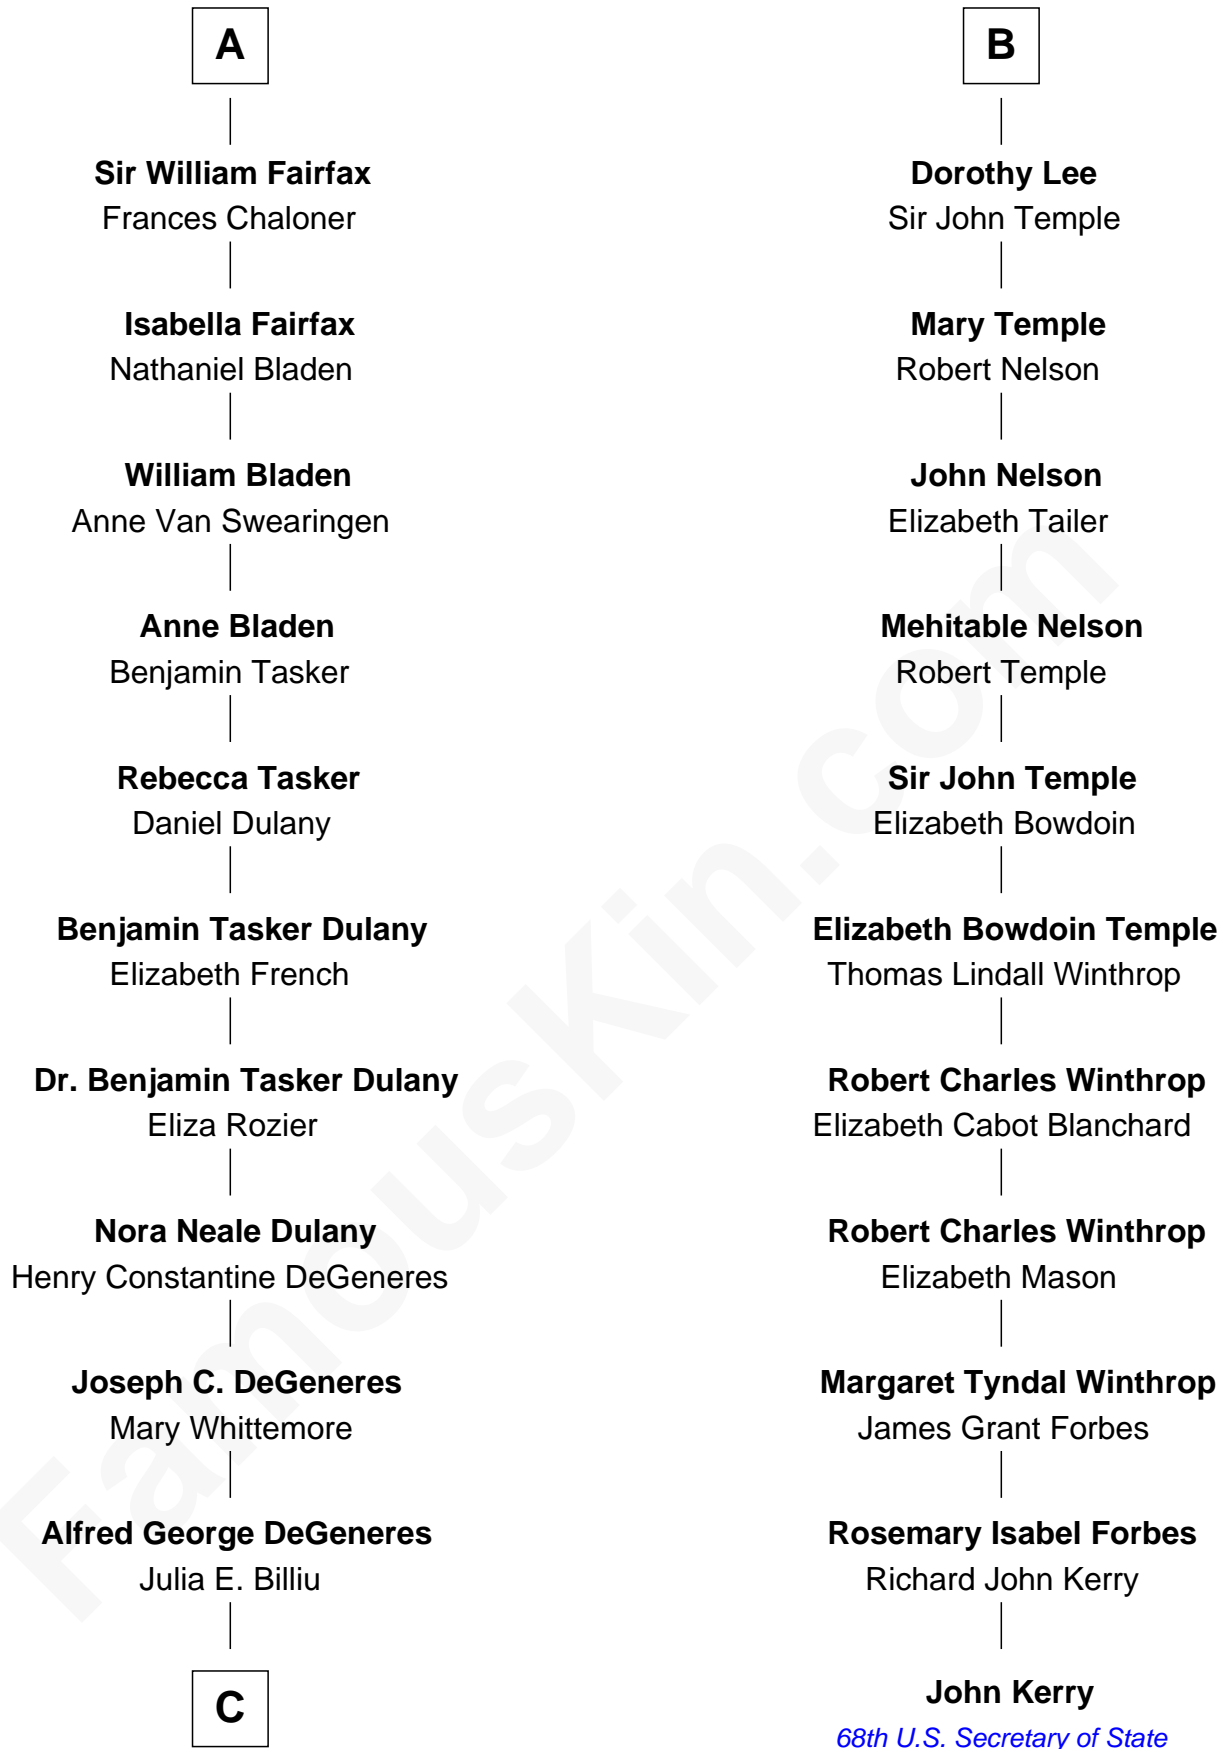 A
Sir William Fairfax
Frances Chaloner
Isabella Fairfax
Nathaniel Bladen
William Bladen
Anne Van Swearingen
Anne Bladen
Benjamin Tasker
Rebecca Tasker
Daniel Dulany
Benjamin Tasker Dulany
Elizabeth French
Dr. Benjamin Tasker Dulany
Eliza Rozier
Nora Neale Dulany
Henry Constantine DeGeneres
Joseph C. DeGeneres
Mary Whittemore
Alfred George DeGeneres
Julia E. Billiu
C
B
Dorothy Lee
Sir John Temple
Mary Temple
Robert Nelson
John Nelson
Elizabeth Tailer
Mehitable Nelson
Robert Temple
Sir John Temple
Elizabeth Bowdoin
Elizabeth Bowdoin Temple
Thomas Lindall Winthrop
Robert Charles Winthrop
Elizabeth Cabot Blanchard
Robert Charles Winthrop
Elizabeth Mason
Margaret Tyndal Winthrop
James Grant Forbes
Rosemary Isabel Forbes
Richard John Kerry
John Kerry
68th U.S. Secretary of State
FamousKin.com